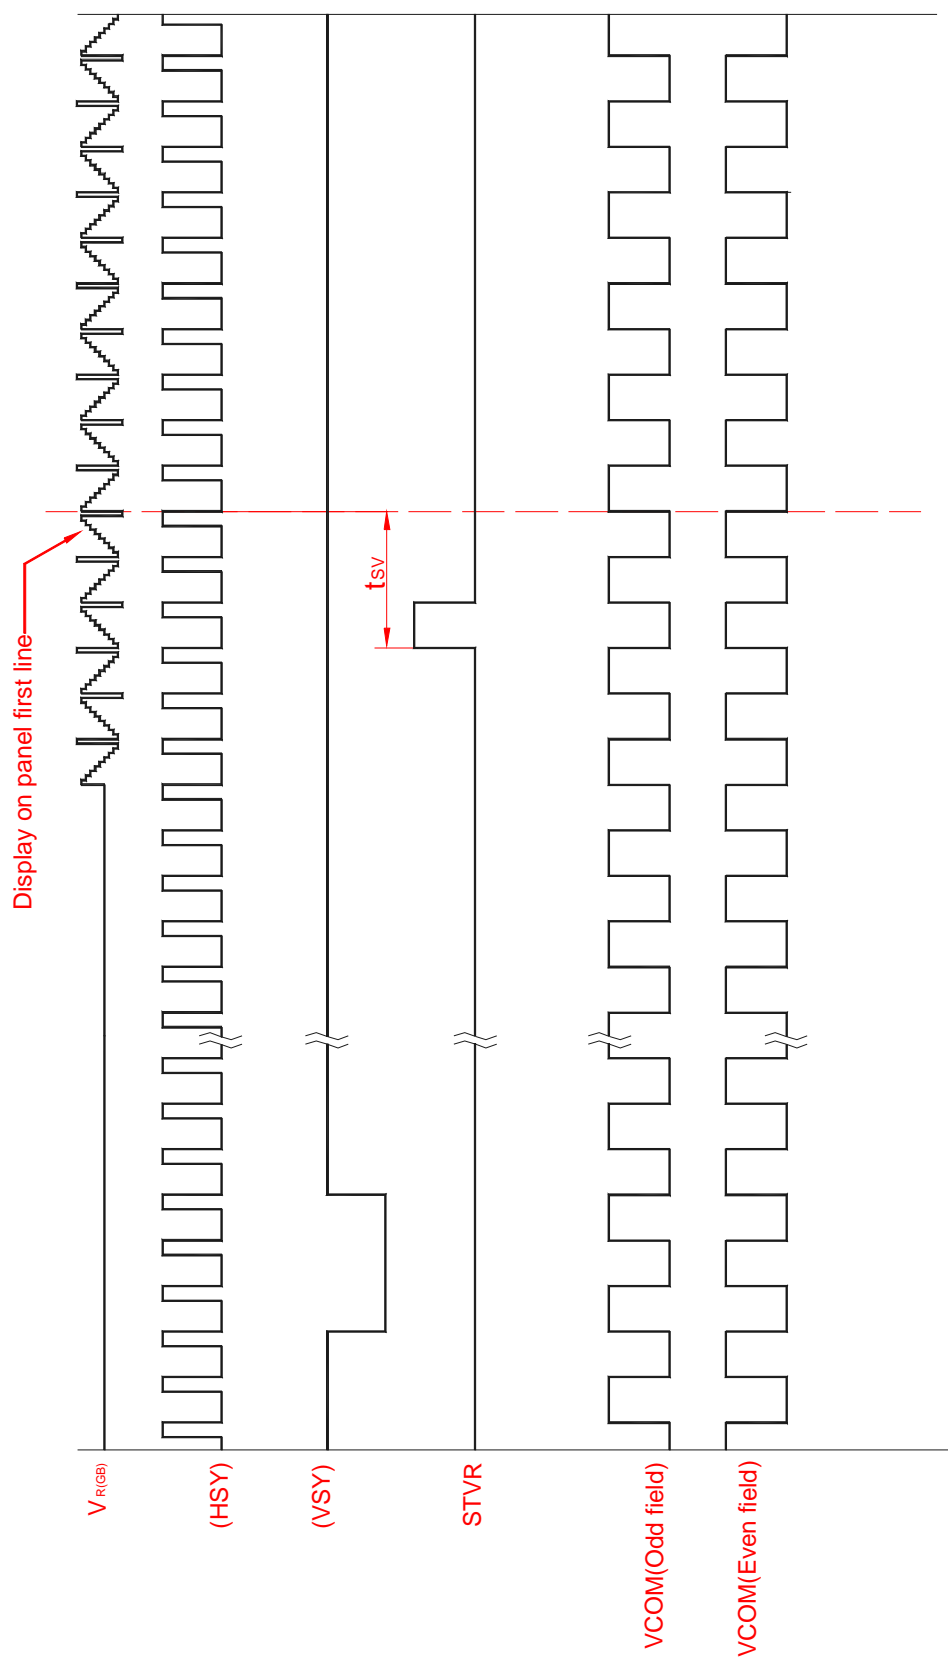 Display on panel first line
tsv
VR(GB)
(HSY)
(VSY)
STVR
VCOM(Odd field)
VCOM(Even field)